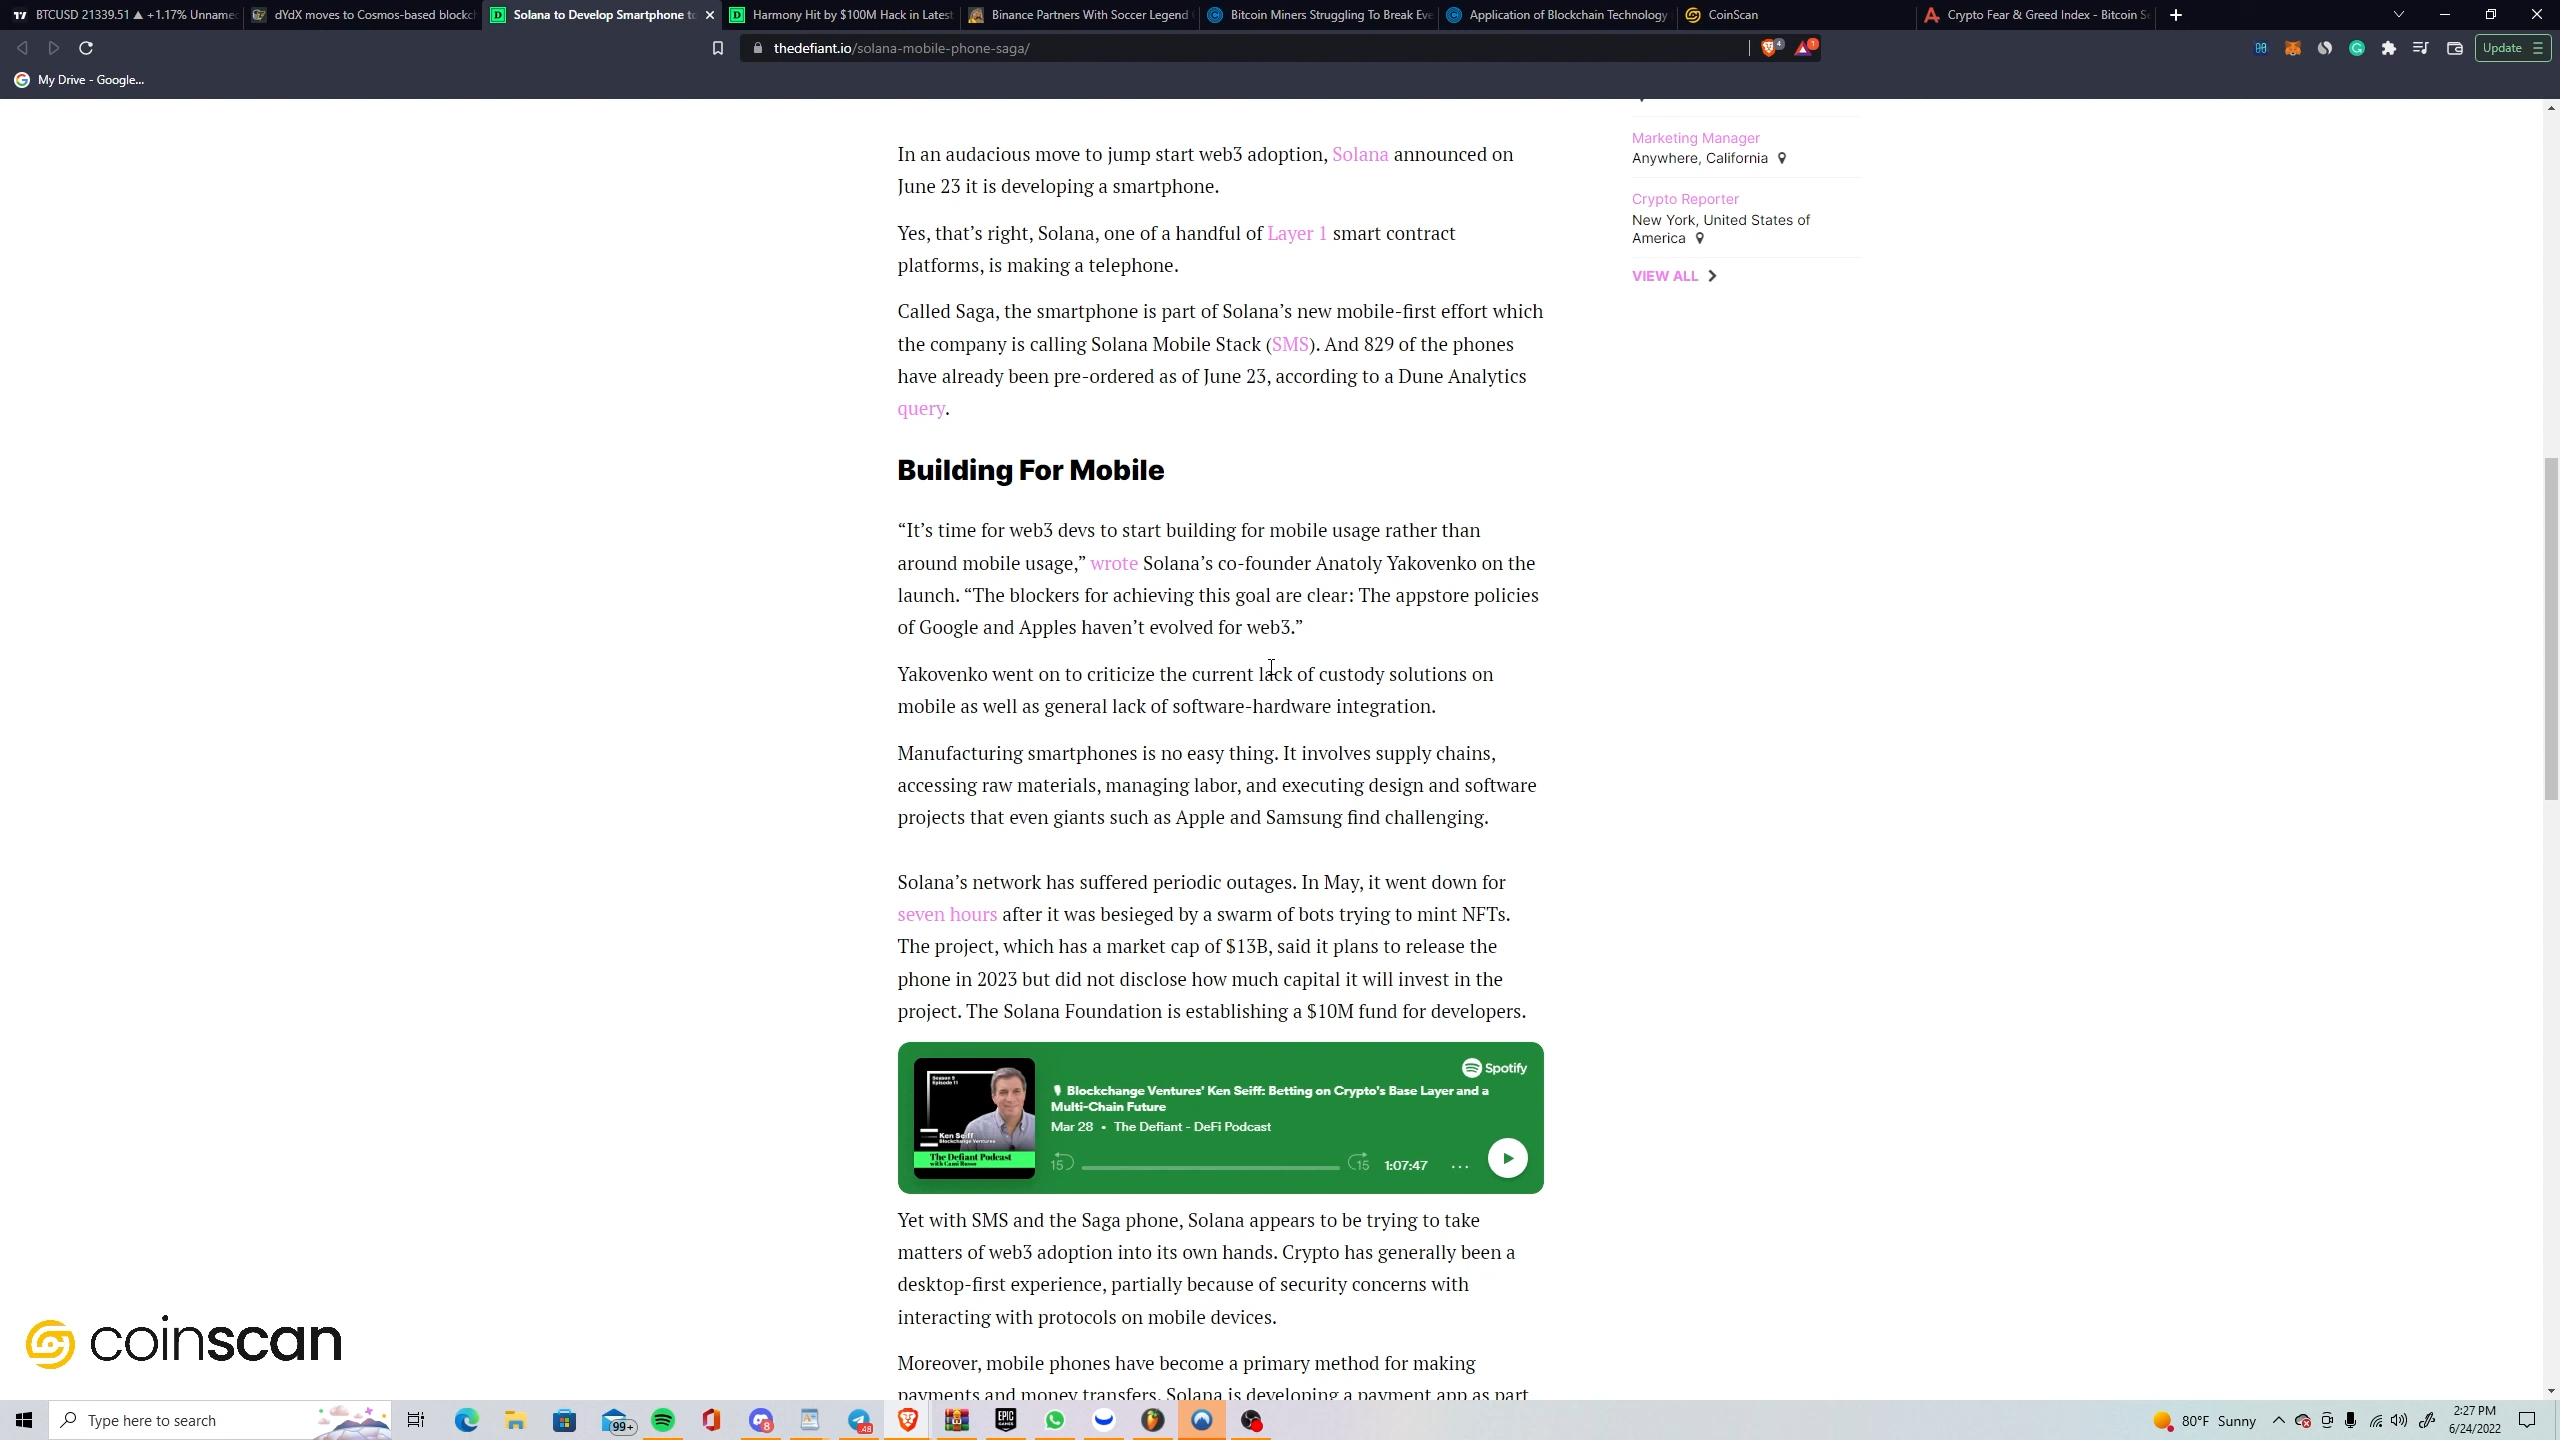 BTCUSD 21339.51 ▲ +1.17% Unname
dYdX moves to Cosmos-based blockc
Solana to Develop Smartphone to
Harmony Hit by $100M Hack in Latest
Binance Partners With Soccer Legend
Bitcoin Miners Struggling To Break Eve
Application of Blockchain Technology
CoinScan
Crypto Fear & Greed Index - Bitcoin Se
thedefiant.io/solana-mobile-phone-saga/
4
1
Update
My Drive - Google...
In an audacious move to jump start web3 adoption, Solana announced on
June 23 it is developing a smartphone.
Yes, that’s right, Solana, one of a handful of Layer 1 smart contract
platforms, is making a telephone.
Called Saga, the smartphone is part of Solana’s new mobile-first effort which
the company is calling Solana Mobile Stack (SMS). And 829 of the phones
have already been pre-ordered as of June 23, according to a Dune Analytics
query.
Building For Mobile
“It’s time for web3 devs to start building for mobile usage rather than
around mobile usage,” wrote Solana’s co-founder Anatoly Yakovenko on the
launch. “The blockers for achieving this goal are clear: The appstore policies
of Google and Apples haven’t evolved for web3.”
Yakovenko went on to criticize the current lack of custody solutions on
mobile as well as general lack of software-hardware integration.
Manufacturing smartphones is no easy thing. It involves supply chains,
accessing raw materials, managing labor, and executing design and software
projects that even giants such as Apple and Samsung find challenging.
Solana’s network has suffered periodic outages. In May, it went down for
seven hours after it was besieged by a swarm of bots trying to mint NFTs.
The project, which has a market cap of $13B, said it plans to release the
phone in 2023 but did not disclose how much capital it will invest in the
project. The Solana Foundation is establishing a $10M fund for developers.
Season 9
Episode 11
Ken Seiff
Blockchange Ventures
The Defiant Podcast
with Cami Russo
Spotify
Blockchange Ventures' Ken Seiff: Betting on Crypto's Base Layer and a
Multi-Chain Future
Mar 28 • The Defiant - DeFi Podcast
15
15
1:07:47
Yet with SMS and the Saga phone, Solana appears to be trying to take
matters of web3 adoption into its own hands. Crypto has generally been a
desktop-first experience, partially because of security concerns with
interacting with protocols on mobile devices.
Moreover, mobile phones have become a primary method for making
payments and money transfers. Solana is developing a payment app as part
Marketing Manager
Anywhere, California
Crypto Reporter
New York, United States of
America
VIEW ALL
coinscan
Type here to search
99+
8
48
EPIC
GAMES
80°F Sunny
2:27 PM
6/24/2022